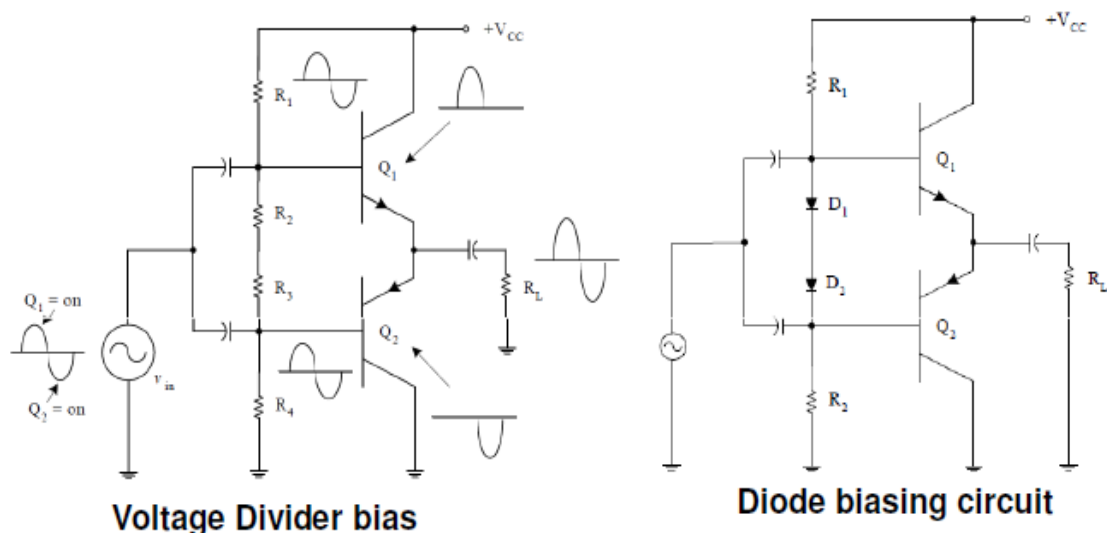 +V_CC
R_1
Q_1
R_2
R_3
R_L
Q_1 = on
v_in
Q_2
Q_2 = on
R_4
Voltage Divider bias
+V_CC
R_1
Q_1
D_1
D_2
R_L
Q_2
R_2
Diode biasing circuit